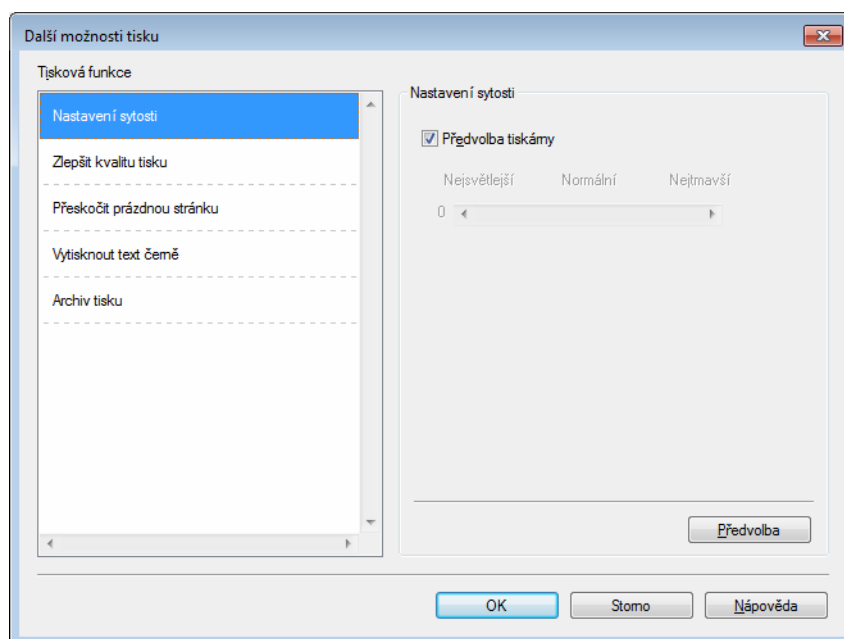 Další možnosti tisku
Tisková funkce
Nastavení sytosti
Zlepšit kvalitu tisku
Přeskočit prázdnou stránku
Vytisknout text černě
Archiv tisku
Nastavení sytosti
Předvolba tiskárny
Nejsvětlejší Normální Nejtmavší
0
Předvolba
OK Storno Nápověda